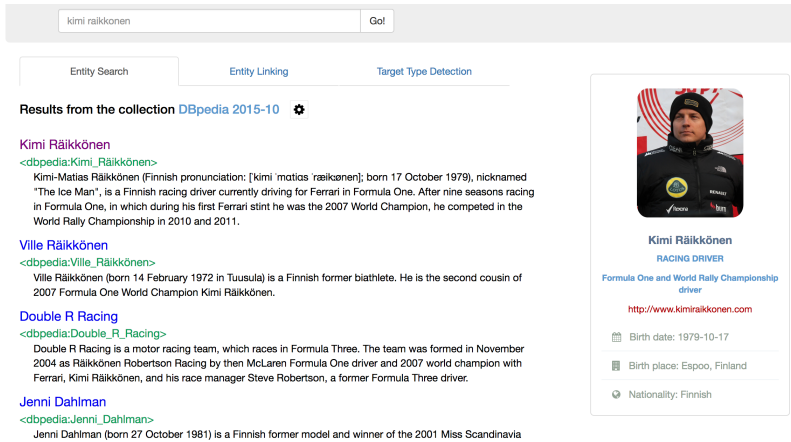 kimi raikkonen
Go!
Entity Search
Entity Linking
Target Type Detection
Results from the collection DBpedia 2015-10
Kimi Räikkönen
<dbpedia:Kimi_Räikkönen>
Kimi-Matias Räikkönen (Finnish pronunciation: [ˈkimi ˈmɑtiɑs ˈræikːønen]; born 17 October 1979), nicknamed
"The Ice Man", is a Finnish racing driver currently driving for Ferrari in Formula One. After nine seasons racing
in Formula One, in which during his first Ferrari stint he was the 2007 World Champion, he competed in the
World Rally Championship in 2010 and 2011.
Ville Räikkönen
<dbpedia:Ville_Räikkönen>
Ville Räikkönen (born 14 February 1972 in Tuusula) is a Finnish former biathlete. He is the second cousin of
2007 Formula One World Champion Kimi Räikkönen.
Double R Racing
<dbpedia:Double_R_Racing>
Double R Racing is a motor racing team, which races in Formula Three. The team was formed in November
2004 as Räikkönen Robertson Racing by then McLaren Formula One driver and 2007 world champion with
Ferrari, Kimi Räikkönen, and his race manager Steve Robertson, a former Formula Three driver.
Jenni Dahlman
<dbpedia:Jenni_Dahlman>
Jenni Dahlman (born 27 October 1981) is a Finnish former model and winner of the 2001 Miss Scandinavia
LOTUS
RENAULT
rexona
burn
Kimi Räikkönen
RACING DRIVER
Formula One and World Rally Championship
driver
http://www.kimiraikkonen.com
Birth date: 1979-10-17
Birth place: Espoo, Finland
Nationality: Finnish